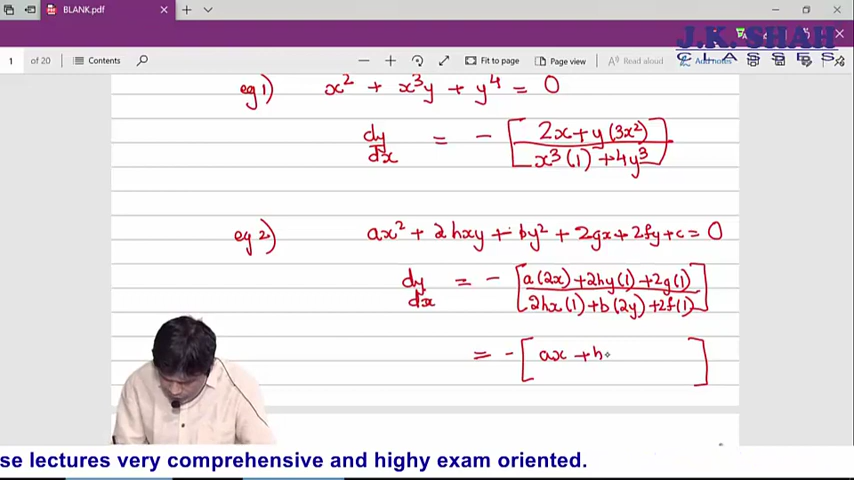 BLANK.pdf
J.K. SHAH
CLASSES
1 of 20 Contents Fit to page Page view Read aloud Add notes
eg 1) x² + x³y + y⁴ = 0
dy/dx = - [ 2x + y(3x²) / x³(1) + 4y³ ]
eg 2) ax² + 2hxy + by² + 2gx + 2fy + c = 0
dy/dx = - [ a(2x) + 2hy(1) + 2g(1) / 2hx(1) + b(2y) + 2f(1) ]
= - [ ax + h ]
se lectures very comprehensive and highy exam oriented.